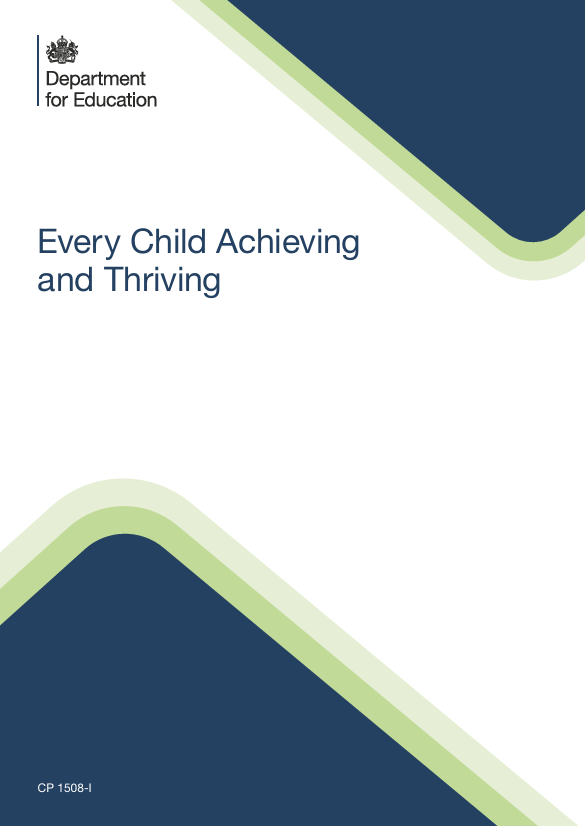 Department
for Education
Every Child Achieving
and Thriving
CP 1508-I